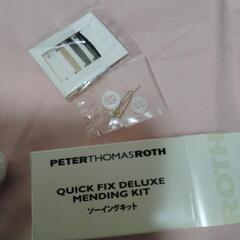 PETERTHOMASROTH
QUICK FIX DELUXE
MENDING KIT
ソーイングキット
ROTH